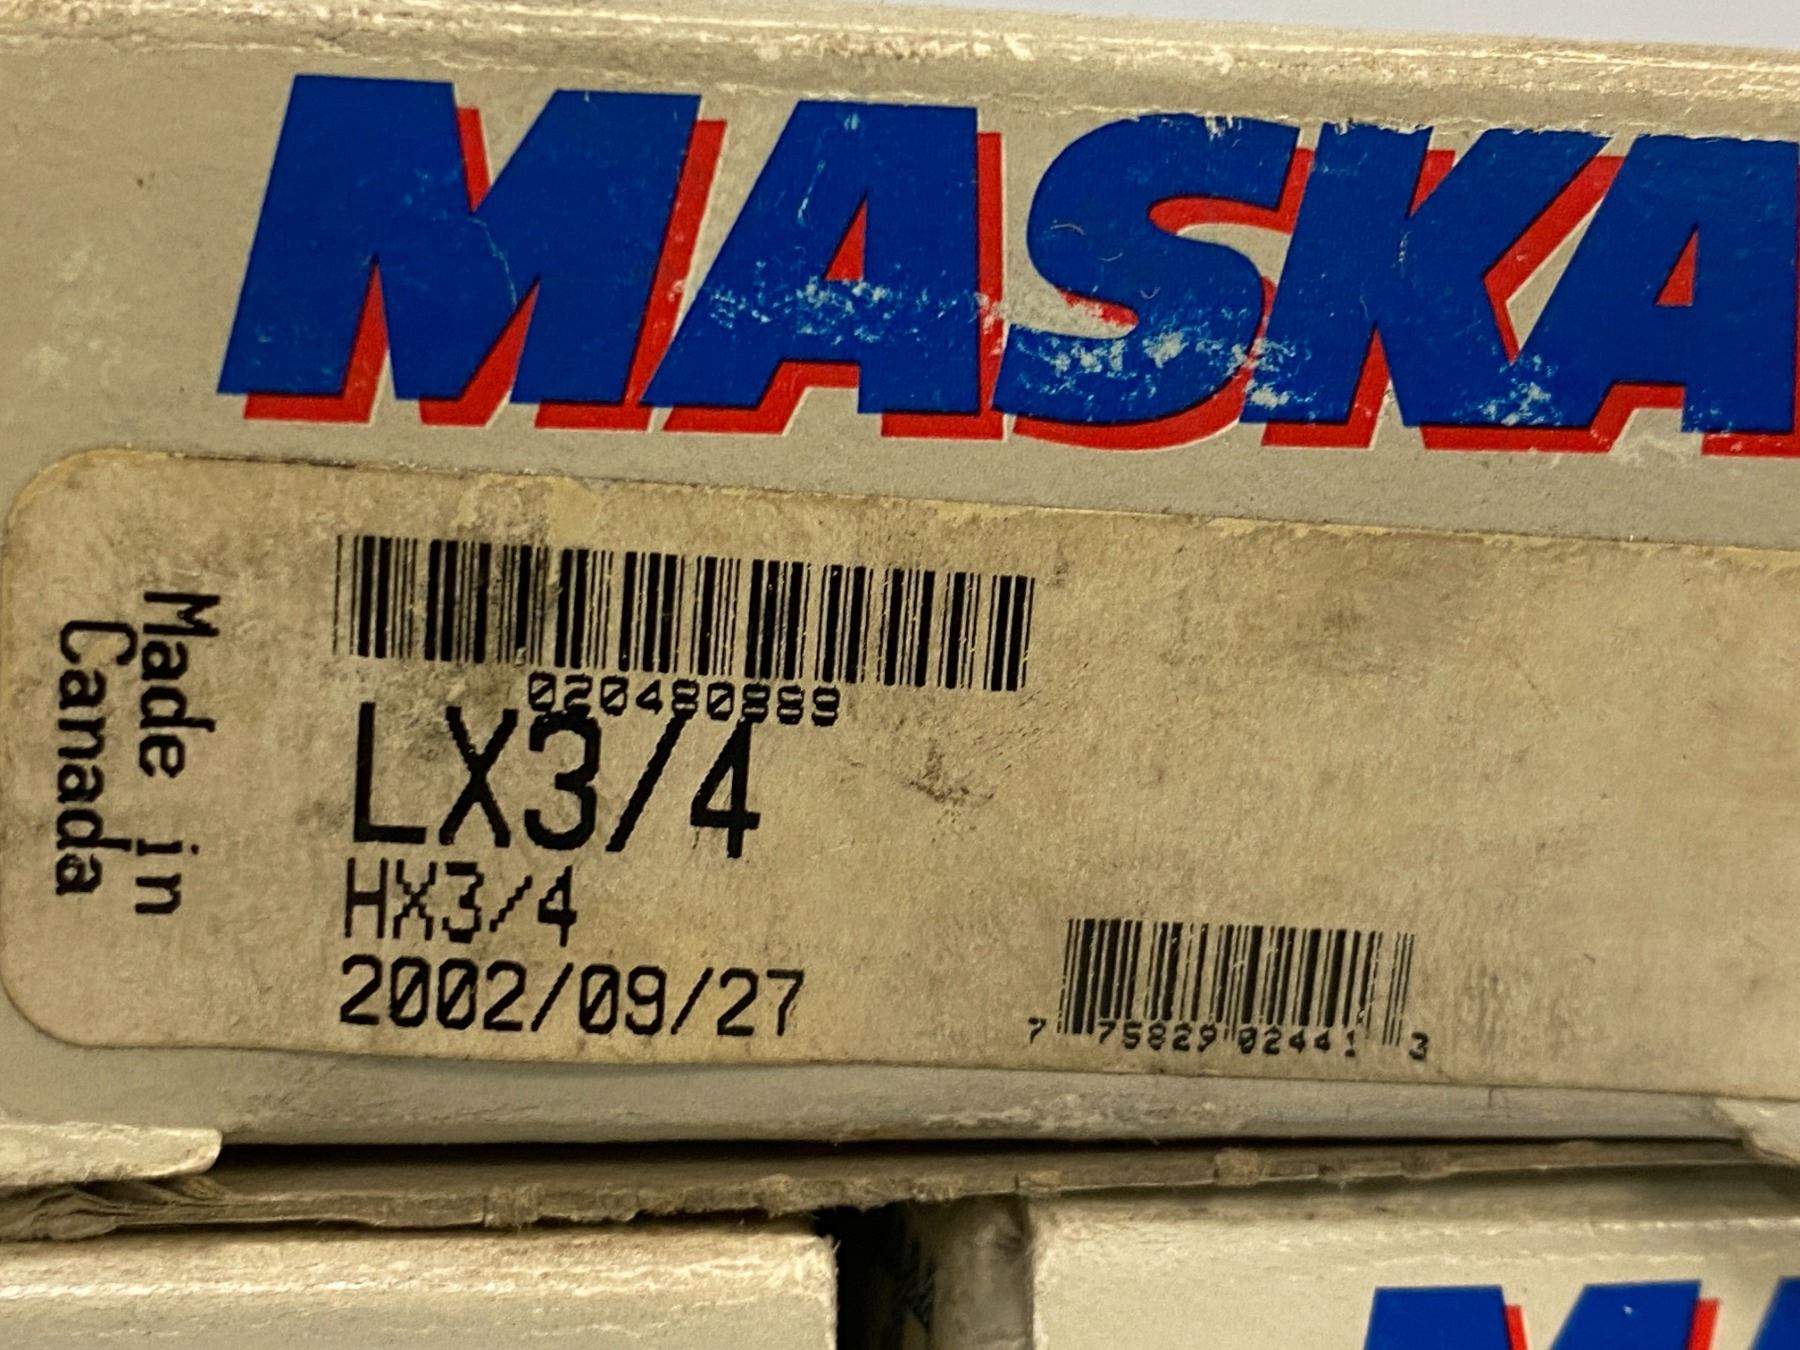 MASKA
Made in
Canada
020480889
LX3/4
HX3/4
2002/09/27
7 75829 02441 3